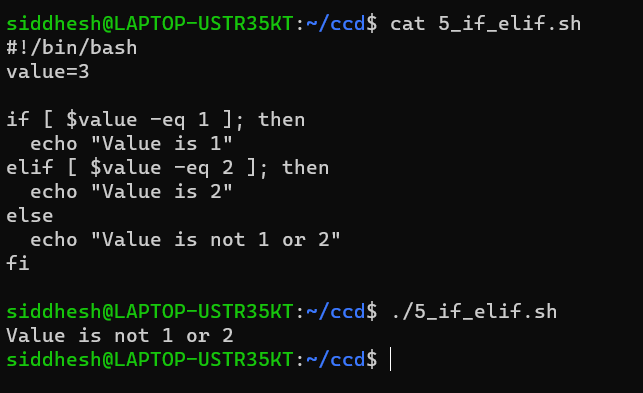 siddhesh@LAPTOP-USTR35KT:~/ccd$ cat 5_if_elif.sh
#!/bin/bash
value=3

if [ $value -eq 1 ]; then
  echo "Value is 1"
elif [ $value -eq 2 ]; then
  echo "Value is 2"
else
  echo "Value is not 1 or 2"
fi

siddhesh@LAPTOP-USTR35KT:~/ccd$ ./5_if_elif.sh
Value is not 1 or 2
siddhesh@LAPTOP-USTR35KT:~/ccd$